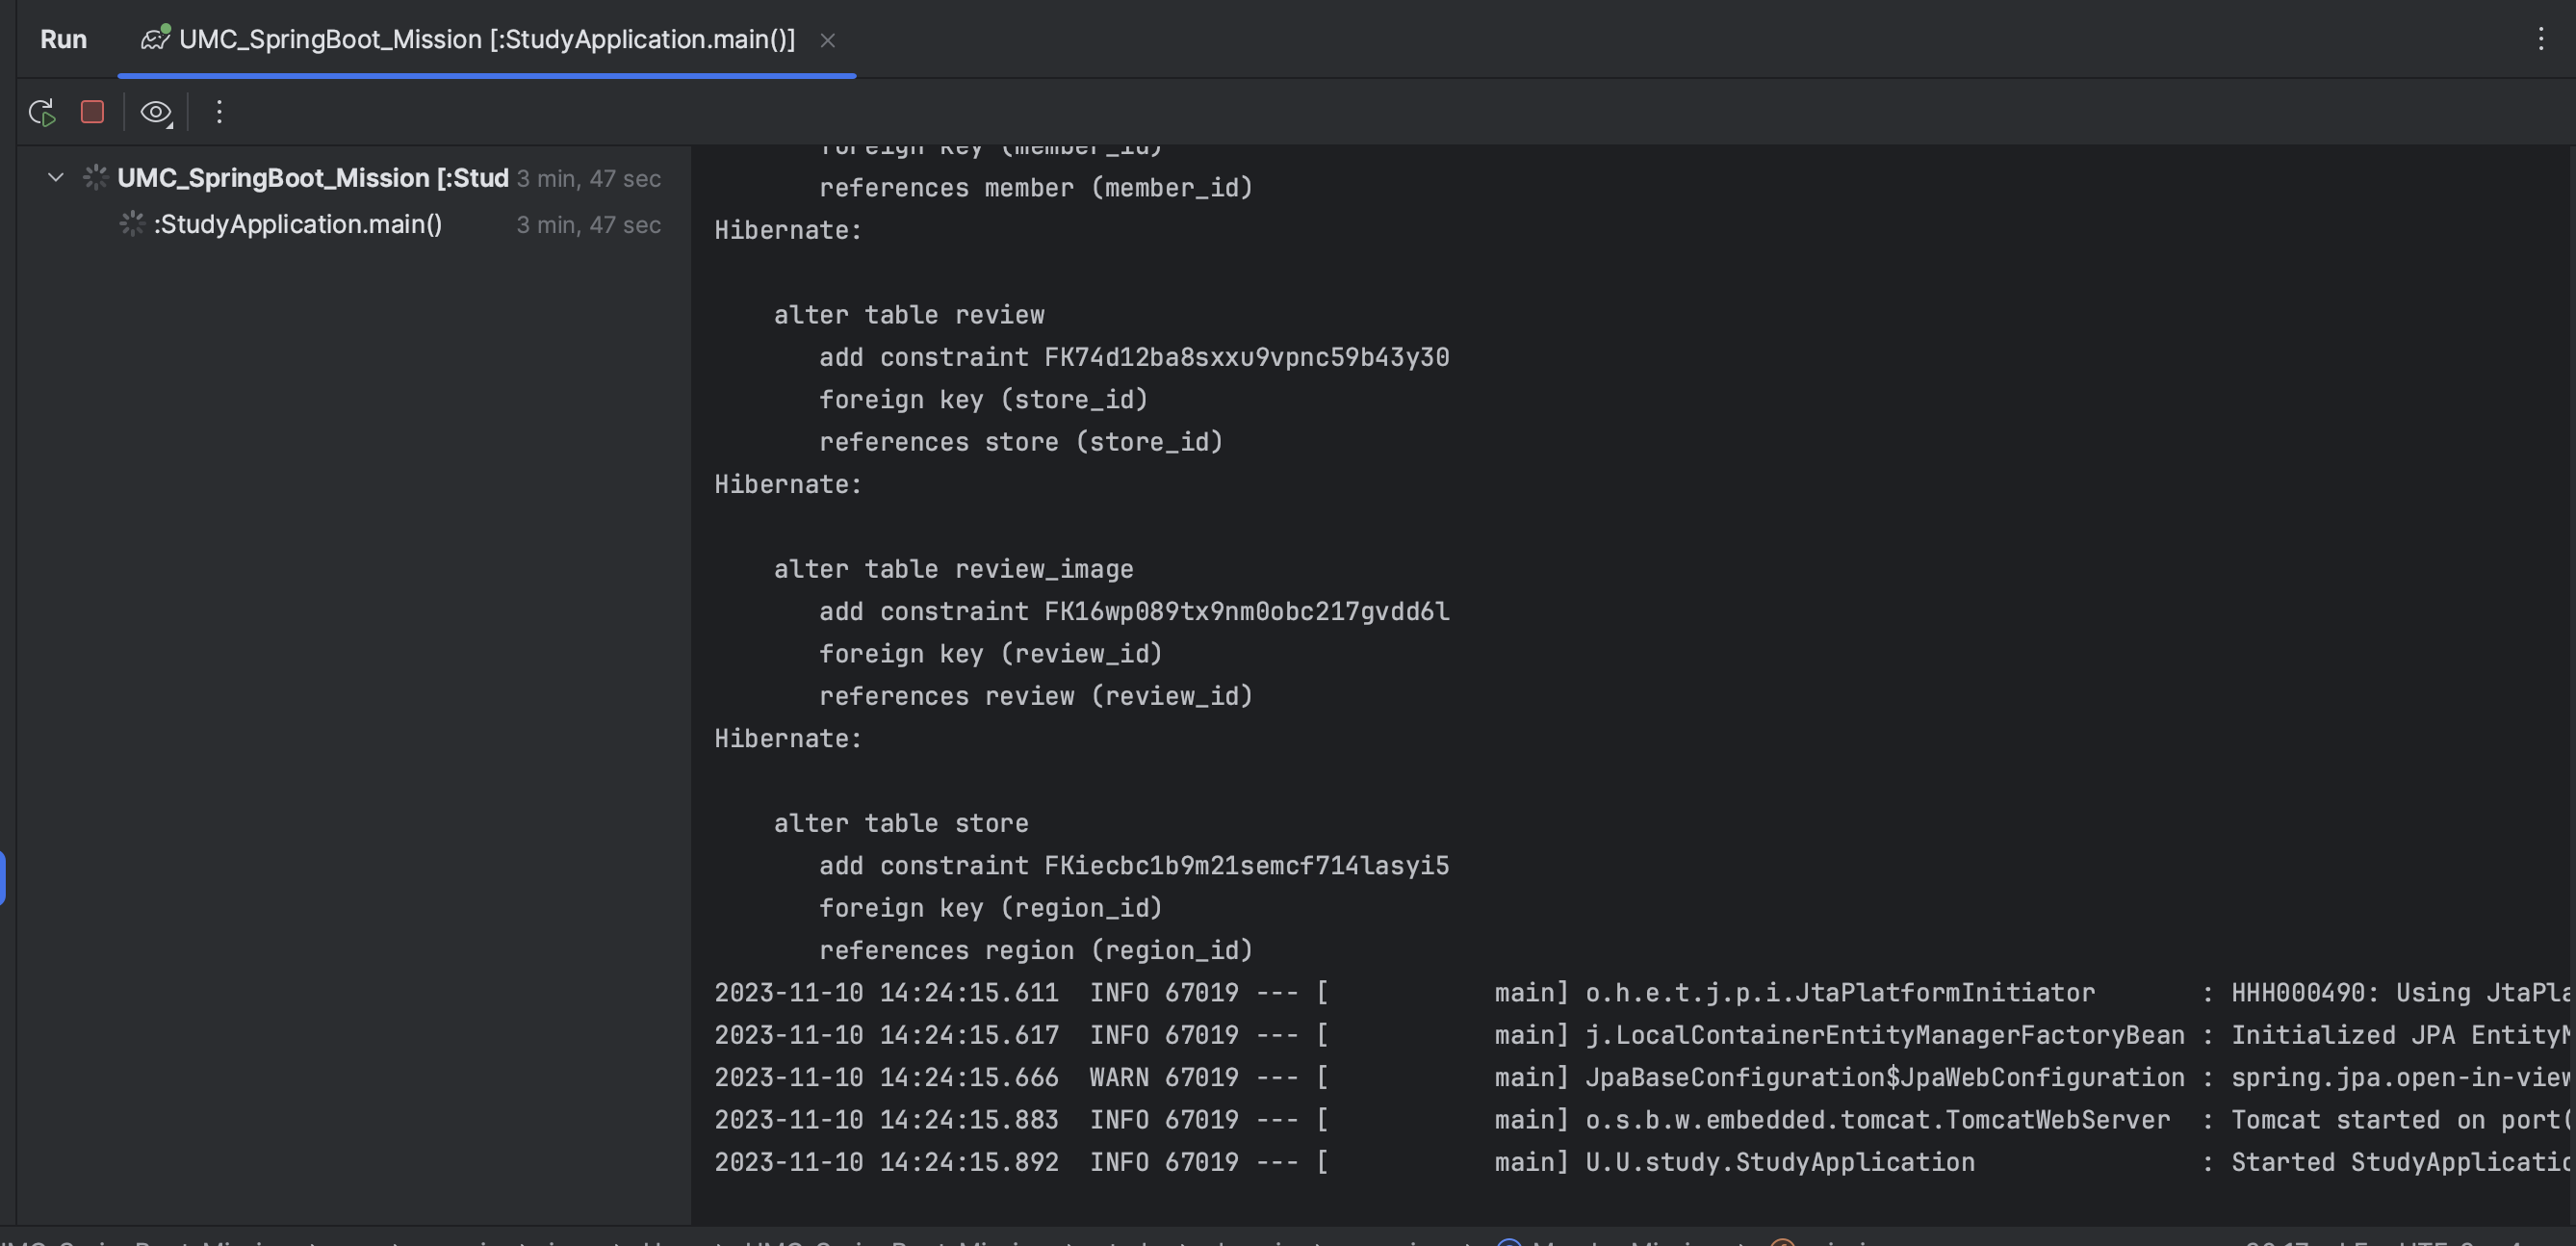 Run
UMC_SpringBoot_Mission [:StudyApplication.main()]
UMC_SpringBoot_Mission [:Stud 3 min, 47 sec
:StudyApplication.main() 3 min, 47 sec
foreign key (member_id)
references member (member_id)
Hibernate:
alter table review
add constraint FK74d12ba8sxxu9vpnc59b43y30
foreign key (store_id)
references store (store_id)
Hibernate:
alter table review_image
add constraint FK16wp089tx9nm0obc217gvdd6l
foreign key (review_id)
references review (review_id)
Hibernate:
alter table store
add constraint FKiecbc1b9m21semcf714lasyi5
foreign key (region_id)
references region (region_id)
2023-11-10 14:24:15.611  INFO 67019 --- [           main] o.h.e.t.j.p.i.JtaPlatformInitiator       : HHH000490: Using JtaPla
2023-11-10 14:24:15.617  INFO 67019 --- [           main] j.LocalContainerEntityManagerFactoryBean : Initialized JPA EntityM
2023-11-10 14:24:15.666  WARN 67019 --- [           main] JpaBaseConfiguration$JpaWebConfiguration : spring.jpa.open-in-view
2023-11-10 14:24:15.883  INFO 67019 --- [           main] o.s.b.w.embedded.tomcat.TomcatWebServer  : Tomcat started on port(
2023-11-10 14:24:15.892  INFO 67019 --- [           main] U.U.study.StudyApplication               : Started StudyApplicatio